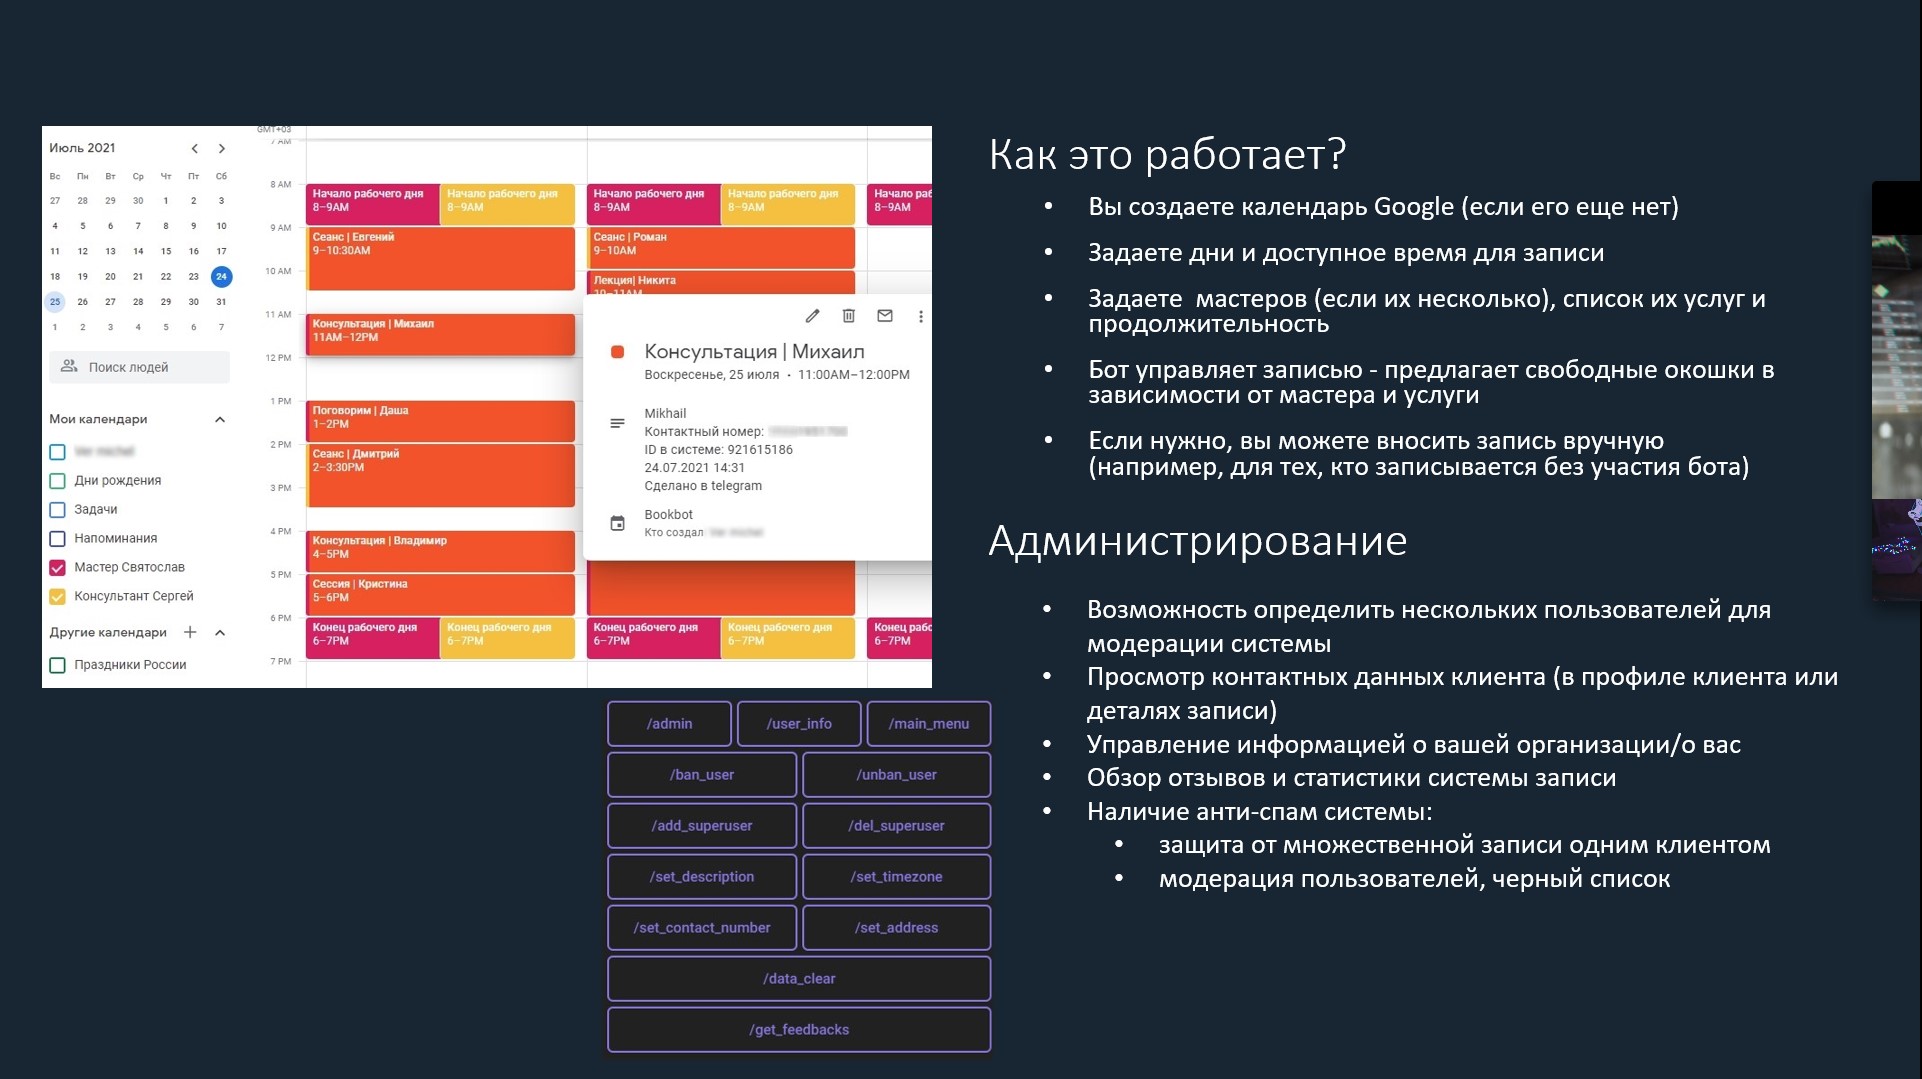 Июль 2021
Вс Пн Вт Ср Чт Пт Сб
27 28 29 30 1 2 3
4 5 6 7 8 9 10
11 12 13 14 15 16 17
18 19 20 21 22 23 24
25 26 27 28 29 30 31
1 2 3 4 5 6 7
Поиск людей
Мои календари
Дни рождения
Задачи
Напоминания
Мастер Святослав
Консультант Сергей
Другие календари
Праздники России
GMT+03
7 AM
8 AM
9 AM
10 AM
11 AM
12 PM
1 PM
2 PM
3 PM
4 PM
5 PM
6 PM
7 PM
Начало рабочего дня
8–9AM
Начало рабочего дня
8–9AM
Сеанс | Евгений
9–10:30AM
Консультация | Михаил
11AM–12PM
Поговорим | Даша
1–2PM
Сеанс | Дмитрий
2–3:30PM
Консультация | Владимир
4–5PM
Сессия | Кристина
5–6PM
Конец рабочего дня
6–7PM
Конец рабочего дня
6–7PM
Начало рабочего дня
8–9AM
Начало рабочего дня
8–9AM
Сеанс | Роман
9–10AM
Лекция| Никита
10–11AM
Конец рабочего дня
6–7PM
Конец рабочего дня
6–7PM
Начало раб
8–9AM
Конец рабо
6–7PM
Консультация | Михаил
Воскресенье, 25 июля • 11:00AM–12:00PM
Mikhail
Контактный номер:
ID в системе: 921615186
24.07.2021 14:31
Сделано в telegram
Bookbot
Кто создал:
/admin /user_info /main_menu
/ban_user /unban_user
/add_superuser /del_superuser
/set_description /set_timezone
/set_contact_number /set_address
/data_clear
/get_feedbacks
Как это работает?
• Вы создаете календарь Google (если его еще нет)
• Задаете дни и доступное время для записи
• Задаете мастеров (если их несколько), список их услуг и
продолжительность
• Бот управляет записью - предлагает свободные окошки в
зависимости от мастера и услуги
• Если нужно, вы можете вносить запись вручную
(например, для тех, кто записывается без участия бота)
Администрирование
• Возможность определить нескольких пользователей для
модерации системы
• Просмотр контактных данных клиента (в профиле клиента или
деталях записи)
• Управление информацией о вашей организации/о вас
• Обзор отзывов и статистики системы записи
• Наличие анти-спам системы:
• защита от множественной записи одним клиентом
• модерация пользователей, черный список